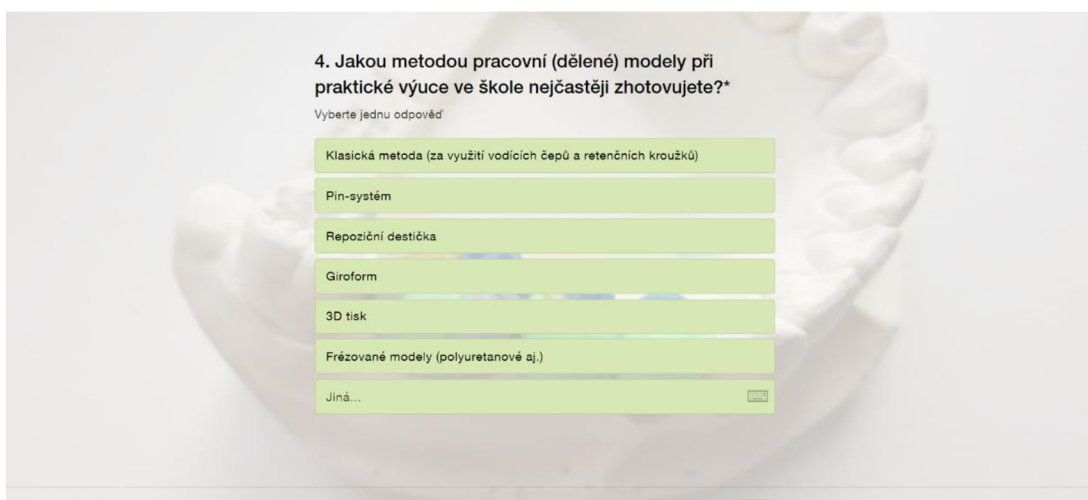 4. Jakou metodou pracovní (dělené) modely při
praktické výuce ve škole nejčastěji zhotovujete?*
Vyberte jednu odpověď
Klasická metoda (za využití vodících čepů a retenčních kroužků)
Pin-systém
Repoziční destička
Giroform
3D tisk
Frézované modely (polyuretanové aj.)
Jiná...